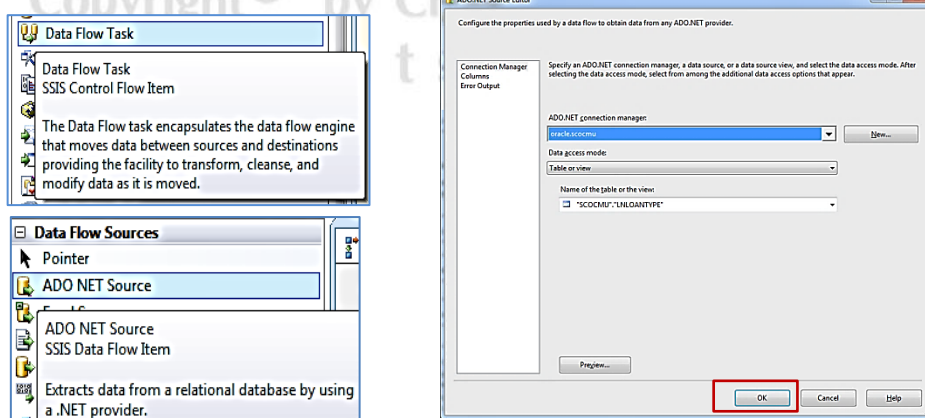 Copyright by C
t
Data Flow Task
Data Flow Task
SSIS Control Flow Item
The Data Flow task encapsulates the data flow engine
that moves data between sources and destinations
providing the facility to transform, cleanse, and
modify data as it is moved.
Data Flow Sources
Pointer
ADO NET Source
ADO NET Source
SSIS Data Flow Item
Extracts data from a relational database by using
a .NET provider.
ADO.NET Source Editor
Configure the properties used by a data flow to obtain data from any ADO.NET provider.
Connection Manager
Columns
Error Output
Specify an ADO.NET connection manager, a data source, or a data source view, and select the data access mode. After
selecting the data access mode, select from among the additional data access options that appear.
ADO.NET connection manager:
oracle.scocmu
New...
Data access mode:
Table or view
Name of the table or the view:
"SCOCMU"."LNLOANTYPE"
Preview...
OK Cancel Help